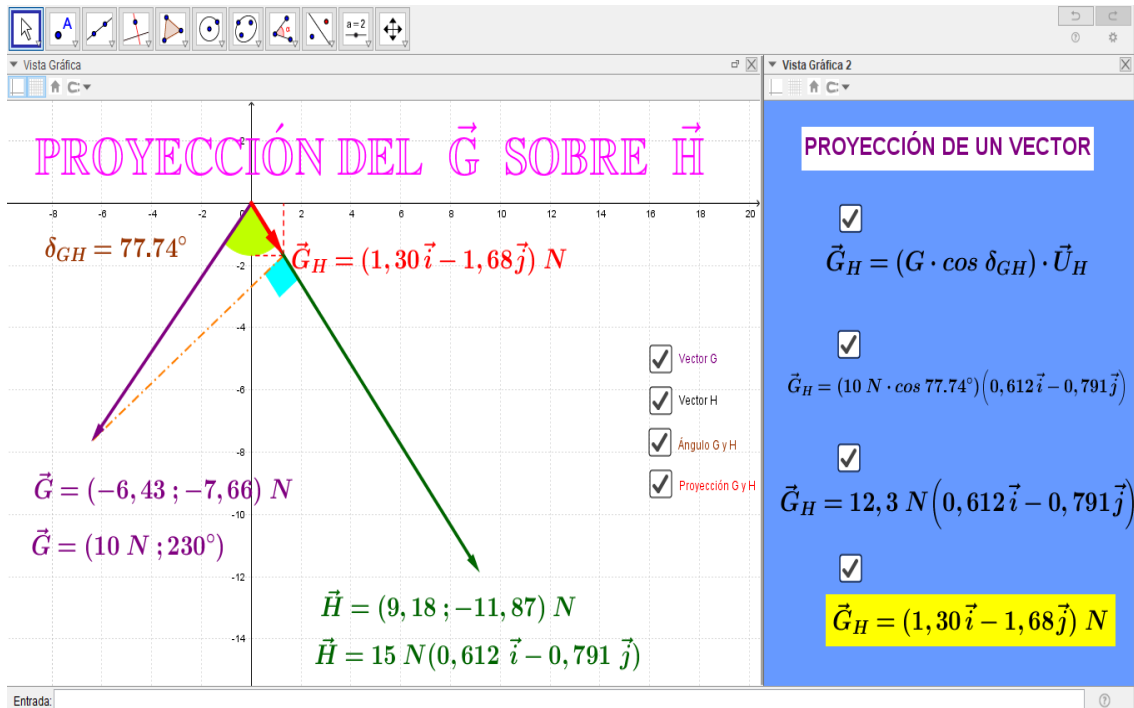 A
α
a = 2
Vista Gráfica
Vista Gráfica 2
PROYECCIÓN DEL G⃗ SOBRE H⃗
-8 -6 -4 -2 0 2 4 6 8 10 12 14 16 18 20
-2
-4
-6
-8
-10
-12
-14
δ_GH = 77.74°
G⃗_H = (1,30 i⃗ − 1,68 j⃗) N
Vector G
Vector H
Ángulo G y H
Proyección G y H
G⃗ = (−6,43 ; −7,66) N
G⃗ = (10 N ; 230°)
H⃗ = (9,18 ; −11,87) N
H⃗ = 15 N(0,612 i⃗ − 0,791 j⃗)
PROYECCIÓN DE UN VECTOR
G⃗_H = (G · cos δ_GH) · U⃗_H
G⃗_H = (10 N · cos 77.74°)(0,612 i⃗ − 0,791 j⃗)
G⃗_H = 12,3 N(0,612 i⃗ − 0,791 j⃗)
G⃗_H = (1,30 i⃗ − 1,68 j⃗) N
Entrada: